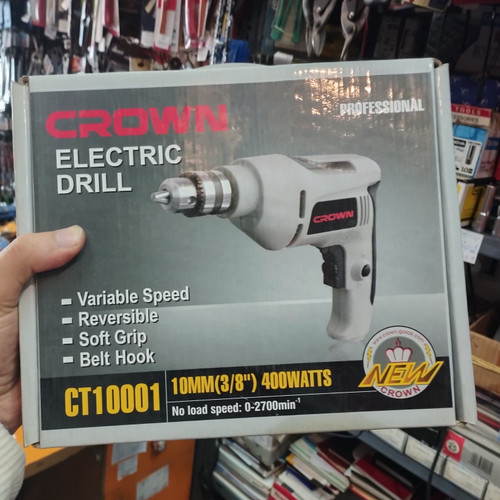 CROWN
PROFESSIONAL
ELECTRIC
DRILL
CROWN
Variable Speed
Reversible
Soft Grip
Belt Hook
CT10001
10MM(3/8") 400WATTS
No load speed: 0-2700min⁻¹
NEW
CROWN
TOOLS